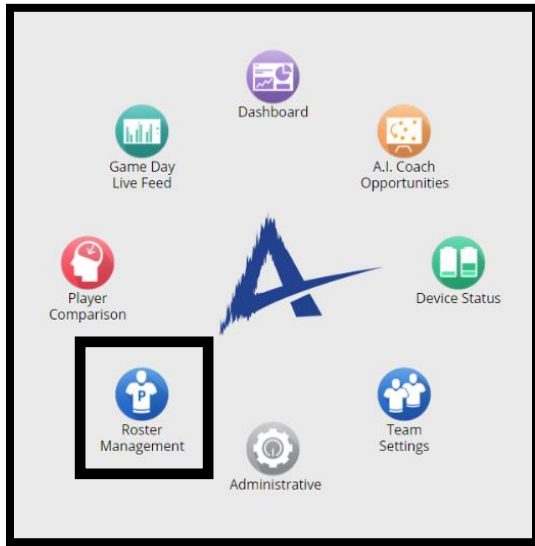 Dashboard
Game Day
Live Feed
A.I. Coach
Opportunities
Player
Comparison
Device Status
P
Roster
Management
Team
Settings
Administrative